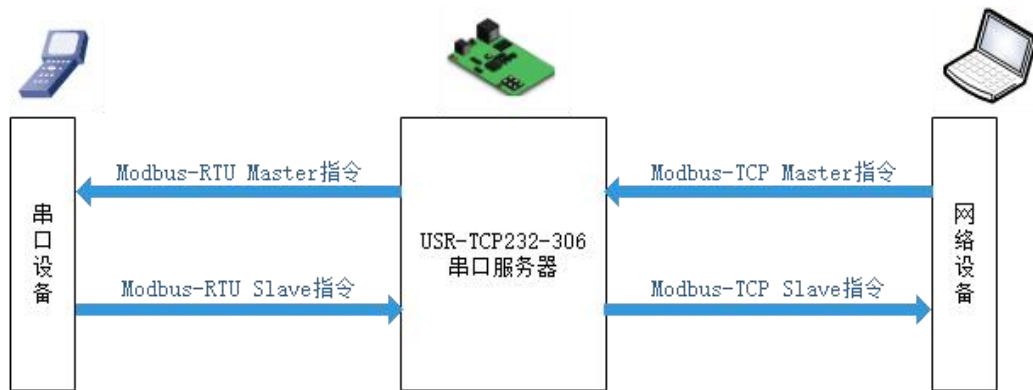 Modbus-RTU Master指令
Modbus-TCP Master指令
串口设备
USR-TCP232-306
串口服务器
网络设备
Modbus-RTU Slave指令
Modbus-TCP Slave指令